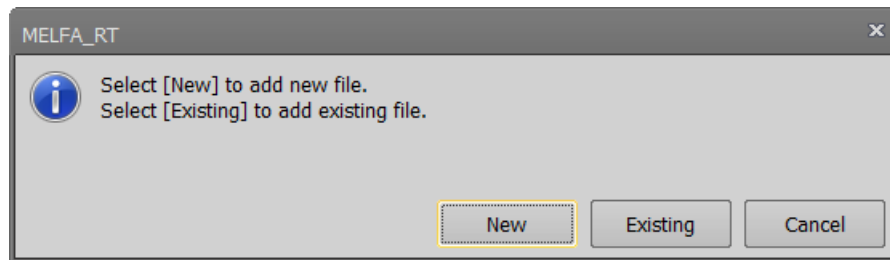 MELFA_RT
Select [New] to add new file.
Select [Existing] to add existing file.
New
Existing
Cancel